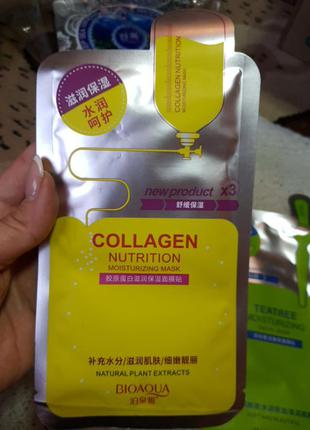 COLLAGEN NUTRITION
MOISTURIZING MASK
滋润保湿
水润
呵护
new product x3
舒缓保湿
COLLAGEN
NUTRITION
MOISTURIZING MASK
胶原蛋白滋润保湿面膜贴
补充水分/滋润肌肤/细嫩靓丽
NATURAL PLANT EXTRACTS
BIOAQUA
泊泉雅
TEATREE
MOISTURIZING